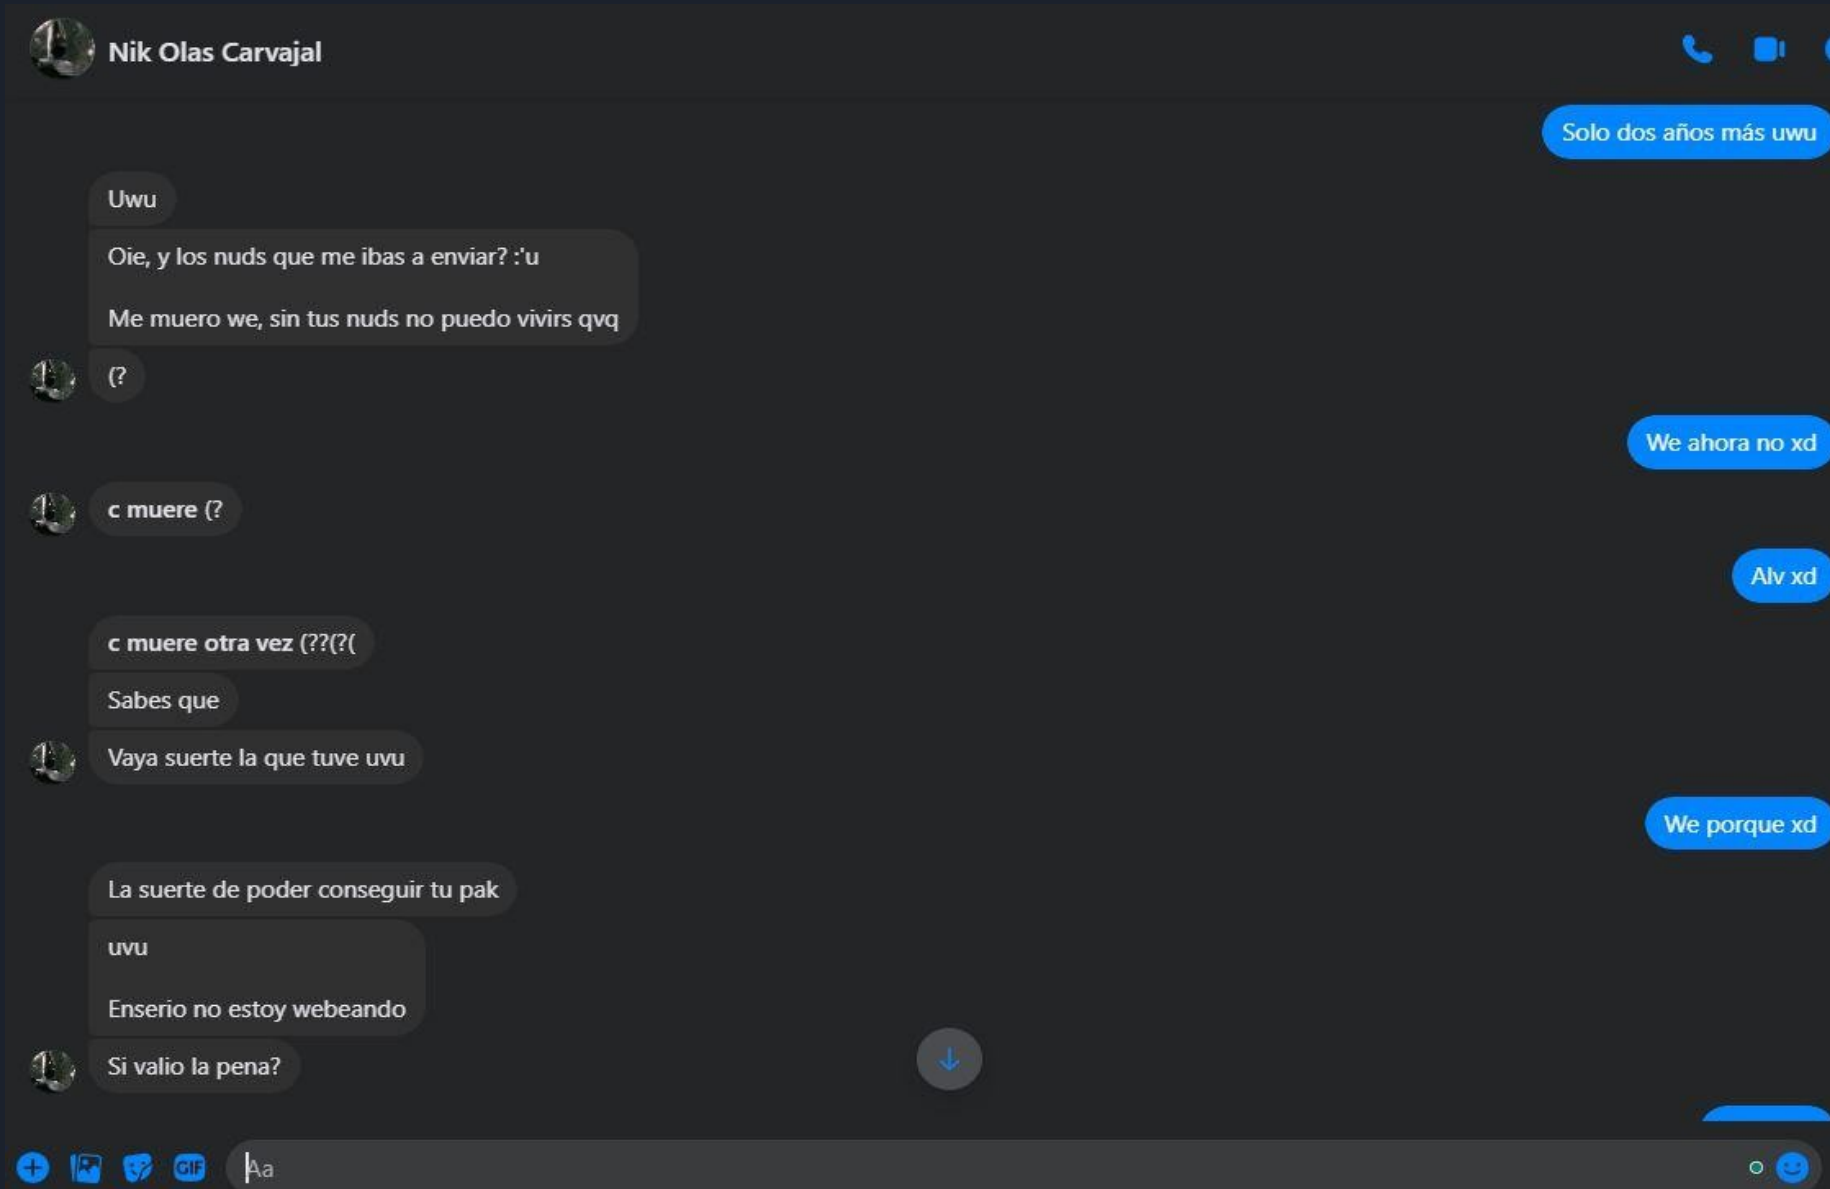 Nik Olas Carvajal
Solo dos años más uwu
Uwu
Oie, y los nuds que me ibas a enviar? :'u
Me muero we, sin tus nuds no puedo vivirs qvq
(?
We ahora no xd
c muere (?
Alv xd
c muere otra vez (??(?(
Sabes que
Vaya suerte la que tuve uvu
We porque xd
La suerte de poder conseguir tu pak
uvu
Enserio no estoy webeando
Si valio la pena?
GIF
Aa